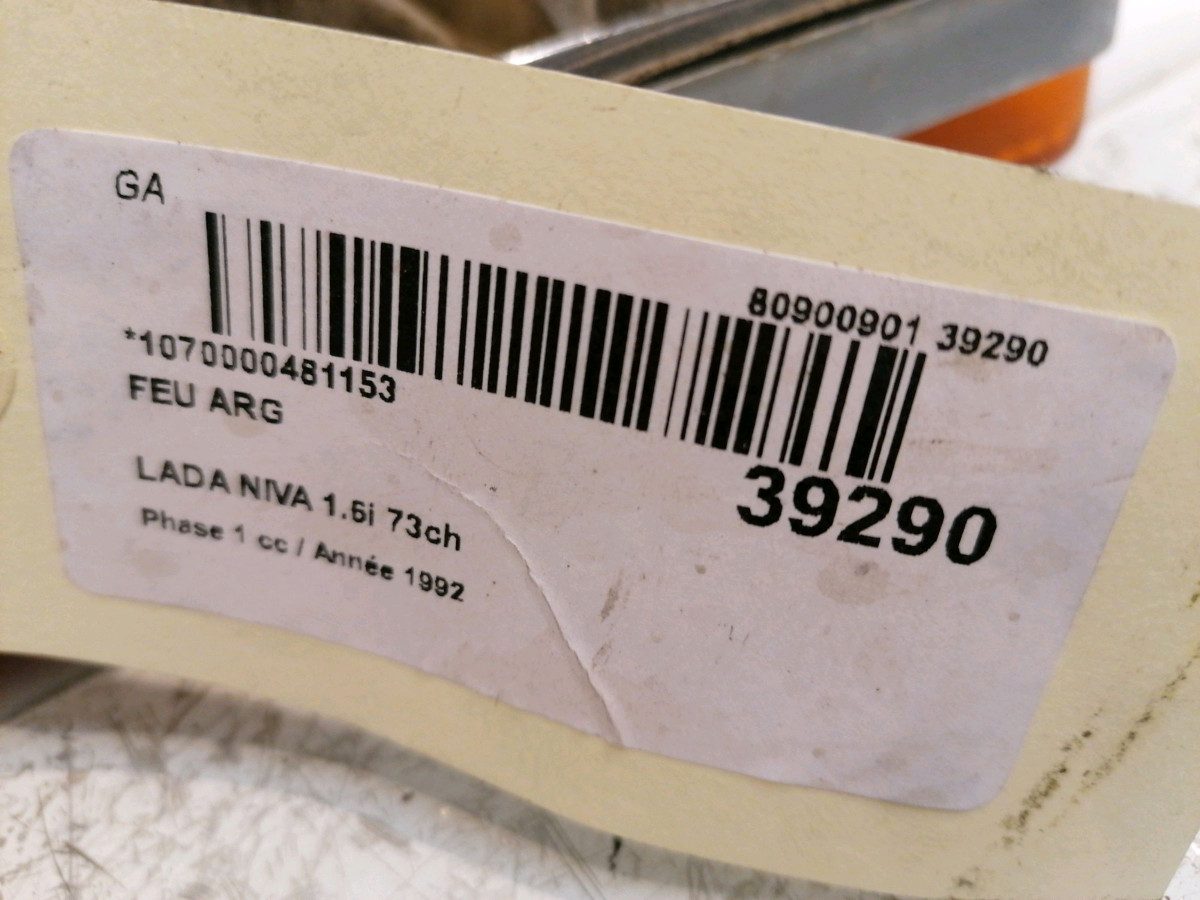 GA
80900901 39290
*1070000481153
FEU ARG
39290
LADA NIVA 1.6i 73ch
Phase 1 cc / Année 1992